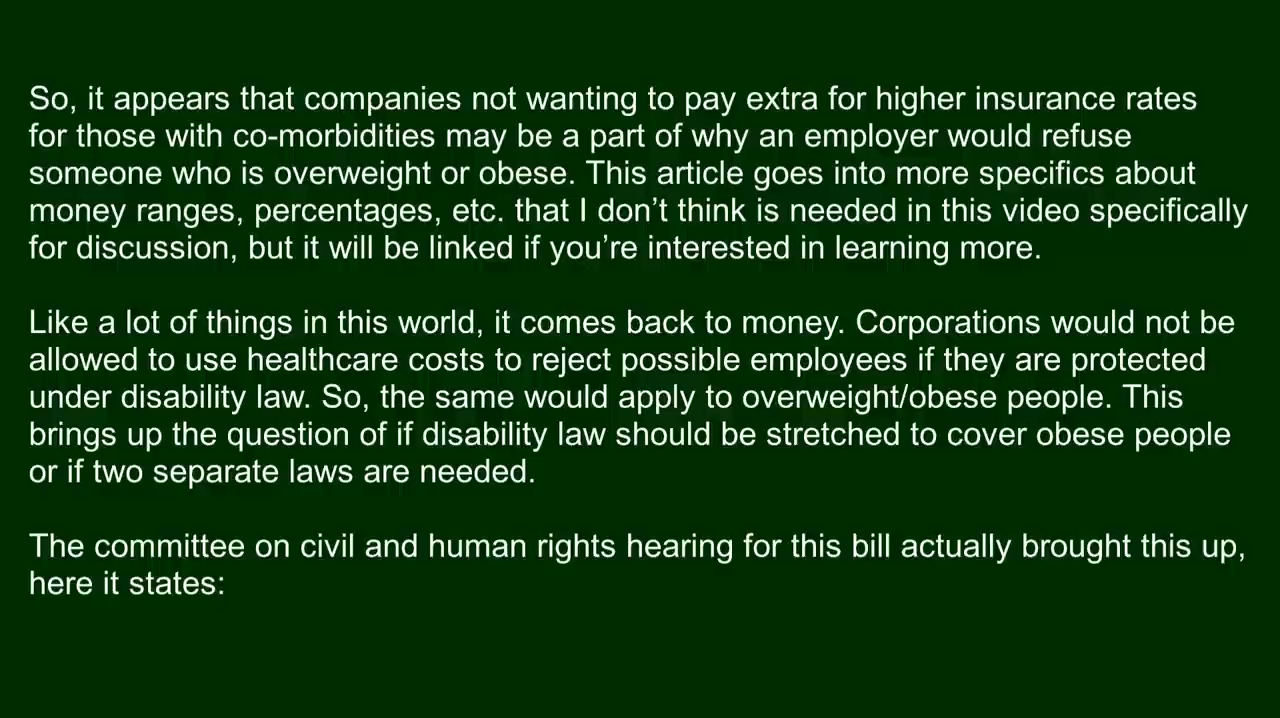 So, it appears that companies not wanting to pay extra for higher insurance rates
for those with co-morbidities may be a part of why an employer would refuse
someone who is overweight or obese. This article goes into more specifics about
money ranges, percentages, etc. that I don’t think is needed in this video specifically
for discussion, but it will be linked if you’re interested in learning more.
Like a lot of things in this world, it comes back to money. Corporations would not be
allowed to use healthcare costs to reject possible employees if they are protected
under disability law. So, the same would apply to overweight/obese people. This
brings up the question of if disability law should be stretched to cover obese people
or if two separate laws are needed.
The committee on civil and human rights hearing for this bill actually brought this up,
here it states: